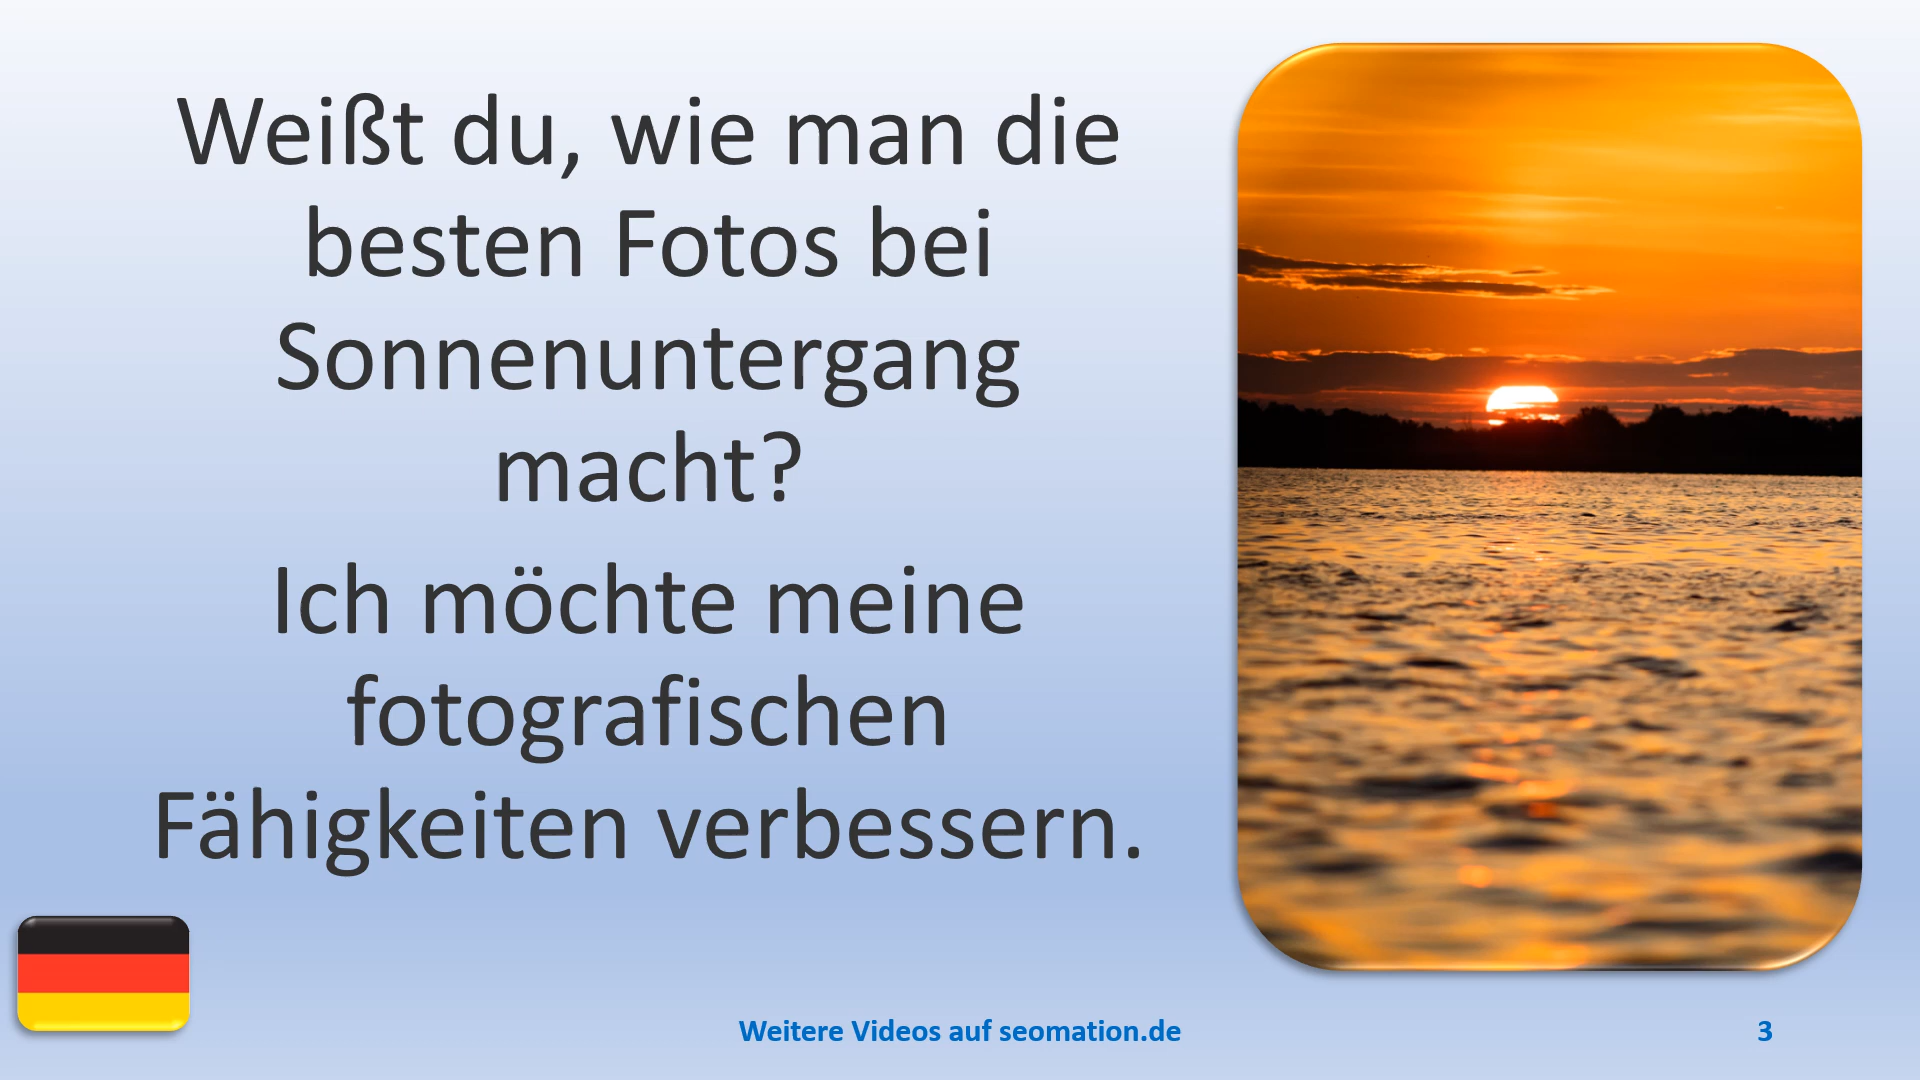 Weißt du, wie man die
besten Fotos bei
Sonnenuntergang
macht?
Ich möchte meine
fotografischen
Fähigkeiten verbessern.
Weitere Videos auf seomation.de
3